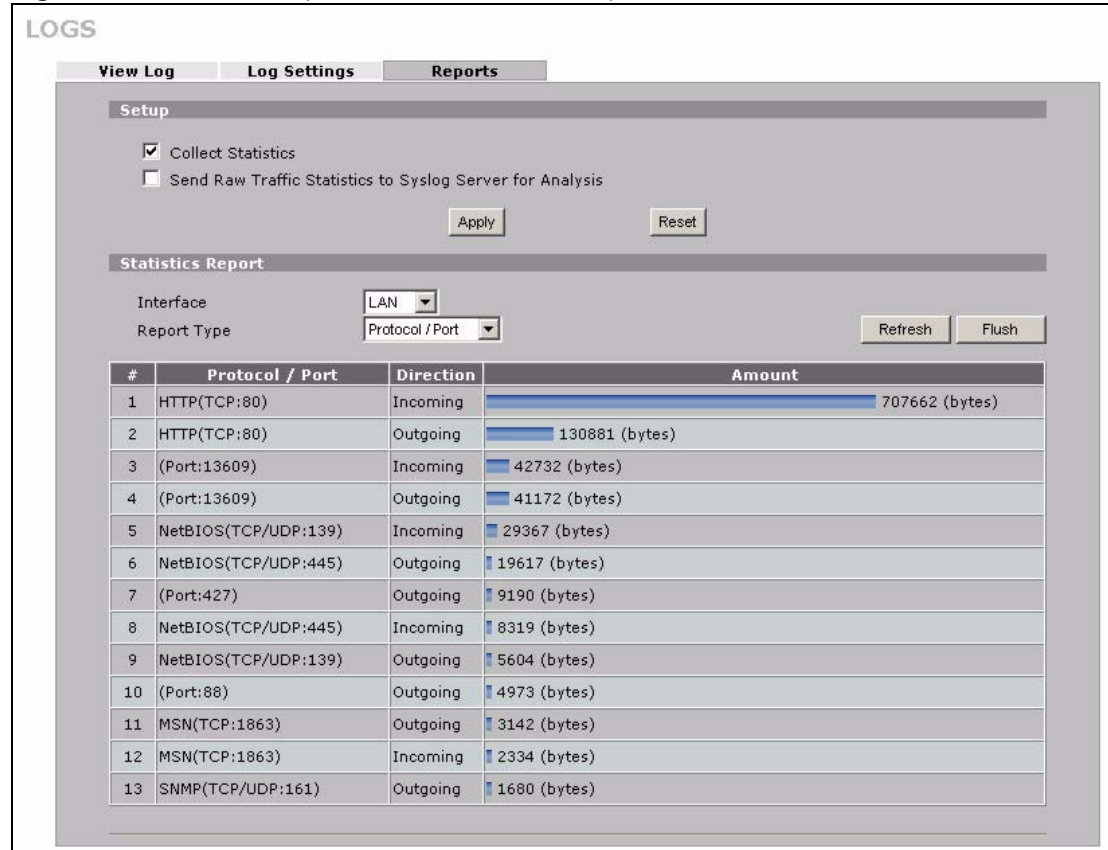 LOGS
View Log Log Settings Reports
Setup
Collect Statistics
Send Raw Traffic Statistics to Syslog Server for Analysis
Apply Reset
Statistics Report
Interface LAN
Report Type Protocol / Port Refresh Flush
# Protocol / Port Direction Amount
1 HTTP(TCP:80) Incoming 707662 (bytes)
2 HTTP(TCP:80) Outgoing 130881 (bytes)
3 (Port:13609) Incoming 42732 (bytes)
4 (Port:13609) Outgoing 41172 (bytes)
5 NetBIOS(TCP/UDP:139) Incoming 29367 (bytes)
6 NetBIOS(TCP/UDP:445) Outgoing 19617 (bytes)
7 (Port:427) Outgoing 9190 (bytes)
8 NetBIOS(TCP/UDP:445) Incoming 8319 (bytes)
9 NetBIOS(TCP/UDP:139) Outgoing 5604 (bytes)
10 (Port:88) Outgoing 4973 (bytes)
11 MSN(TCP:1863) Outgoing 3142 (bytes)
12 MSN(TCP:1863) Incoming 2334 (bytes)
13 SNMP(TCP/UDP:161) Outgoing 1680 (bytes)